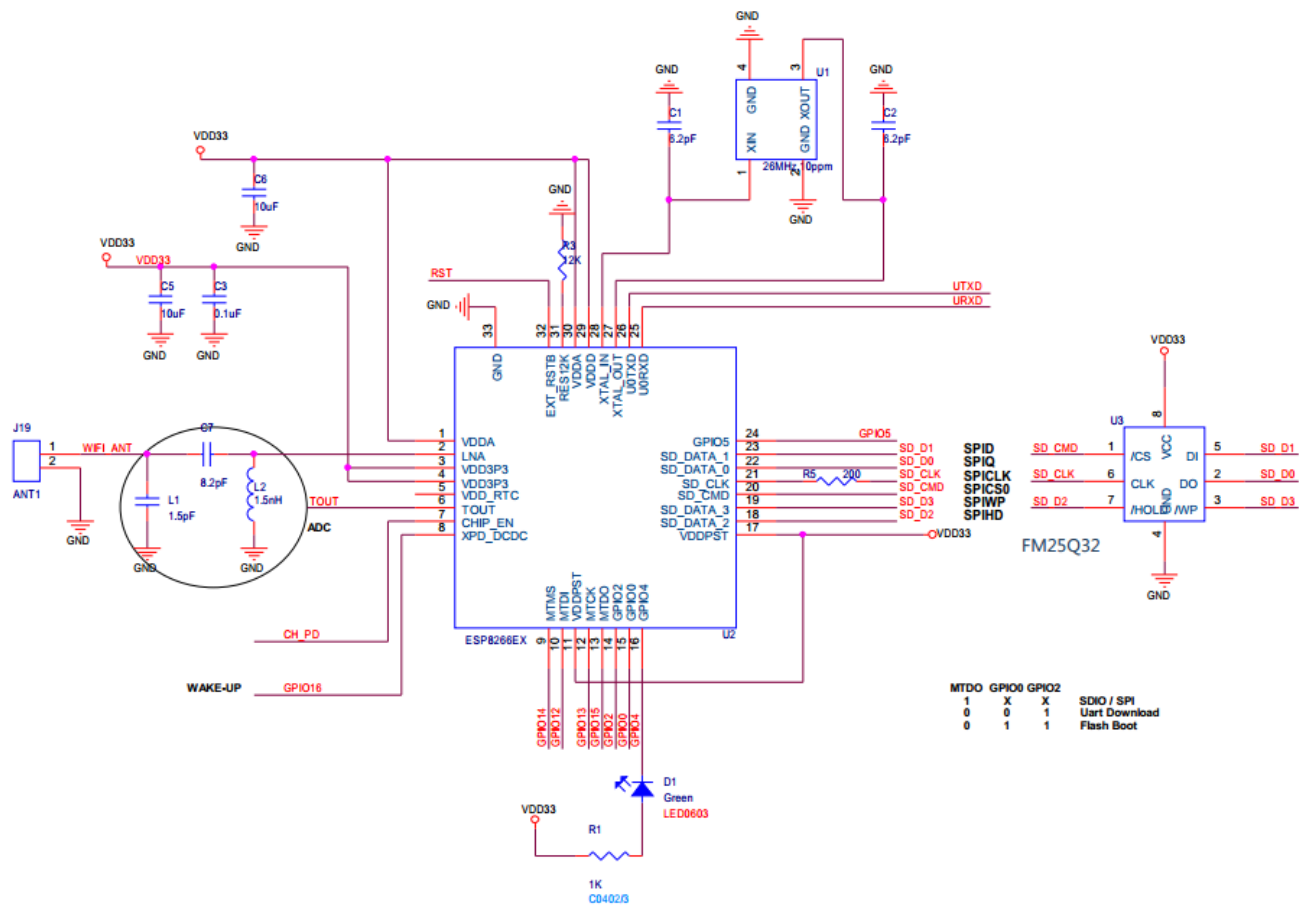 GND
4
3
U1
GND
GND
GND
XOUT
C1
6.2pF
C2
6.2pF
XIN
GND
1
26MHz,10ppm
2
GND
VDD33
C6
10uF
GND
GND
R3
12K
VDD33
VDD33
C5
10uF
C3
0.1uF
GND
GND
RST
UTXD
URXD
GND
33
32
31
30
29
28
27
26
25
GND
EXT_RSTB
RES12K
VDDA
VDDD
XTAL_IN
XTAL_OUT
U0TXD
U0RXD
VDD33
J19
1
2
ANT1
GND
WIFI_ANT
C7
8.2pF
L1
1.5pF
L2
1.5nH
GND
GND
TOUT
ADC
1 VDDA
2 LNA
3 VDD3P3
4 VDD3P3
5 VDD_RTC
6 TOUT
7 CHIP_EN
8 XPD_DCDC
GPIO5 24 GPIO5
SD_DATA_1 23 SD_D1 SPID
SD_DATA_0 22 SD_D0 SPIQ
SD_CLK 21 R5 200 SD_CLK SPICLK
SD_CMD 20 SD_CMD SPICS0
SD_DATA_3 19 SD_D3 SPIWP
SD_DATA_2 18 SD_D2 SPIHD
VDDPST 17 VDD33
U3
8
VCC
SD_CMD 1 /CS DI 5 SD_D1
SD_CLK 6 CLK DO 2 SD_D0
SD_D2 7 /HOLD /WP 3 SD_D3
GND
4
GND
FM25Q32
MTMS
MTDI
VDDPST
MTCK
MTDO
GPIO2
GPIO0
GPIO4
ESP8266EX
U2
9
10
11
12
13
14
15
16
CH_PD
WAKE-UP GPIO16
GPIO14
GPIO12
GPIO13
GPIO15
GPIO2
GPIO0
GPIO4
MTDO GPIO0 GPIO2
1 X X SDIO / SPI
0 0 1 Uart Download
0 1 1 Flash Boot
D1
Green
LED0603
VDD33
R1
1K
C0402/3